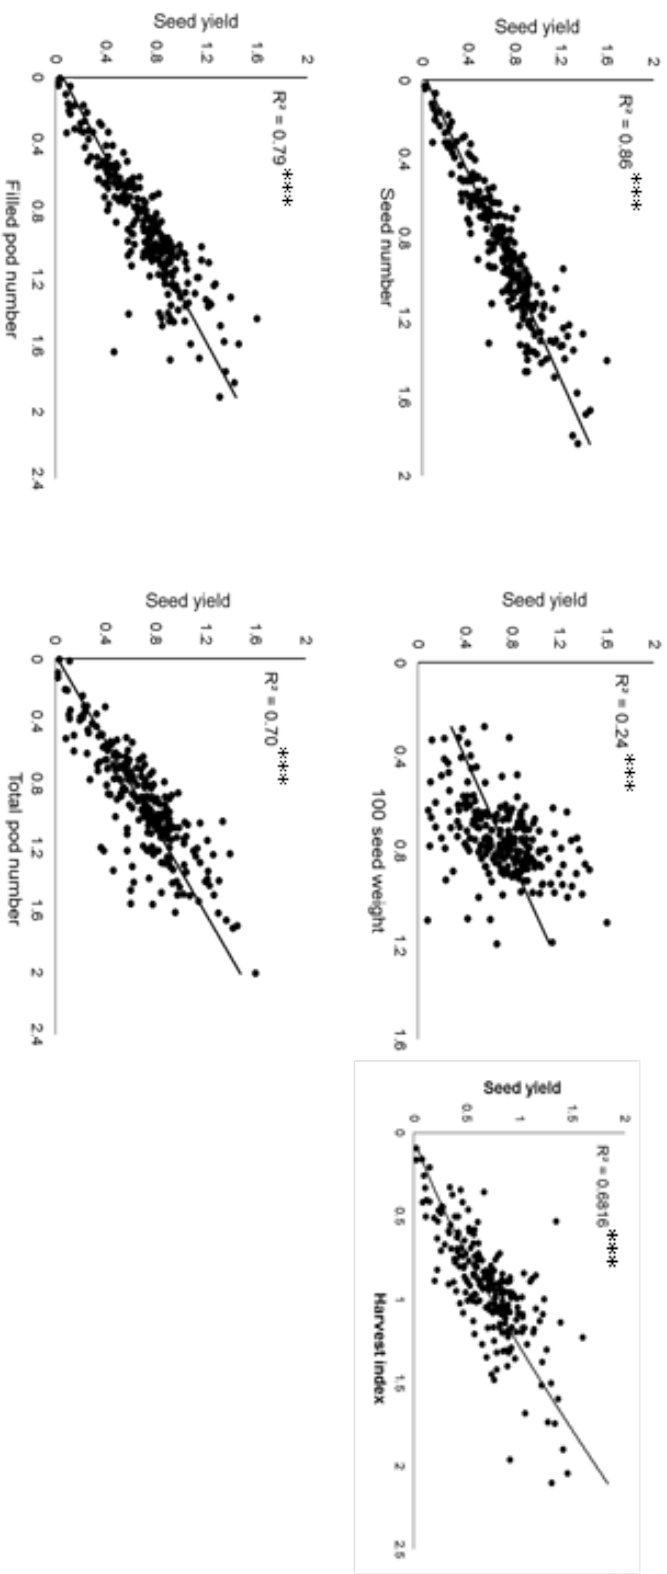 R² = 0.86 ***
Seed yield
2
1.6
1.2
0.8
0.4
0
0 0.4 0.8 1.2 1.6 2
Seed number
R² = 0.24 ***
Seed yield
2
1.6
1.2
0.8
0.4
0
0 0.4 0.8 1.2 1.6
100 seed weight
R² = 0.6816 ***
Seed yield
2
1.5
1
0.5
0
0 0.5 1 1.5 2 2.5
Harvest index
R² = 0.79 ***
Seed yield
2
1.6
1.2
0.8
0.4
0
0 0.4 0.8 1.2 1.6 2 2.4
Filled pod number
R² = 0.70 ***
Seed yield
2
1.6
1.2
0.8
0.4
0
0 0.4 0.8 1.2 1.6 2 2.4
Total pod number